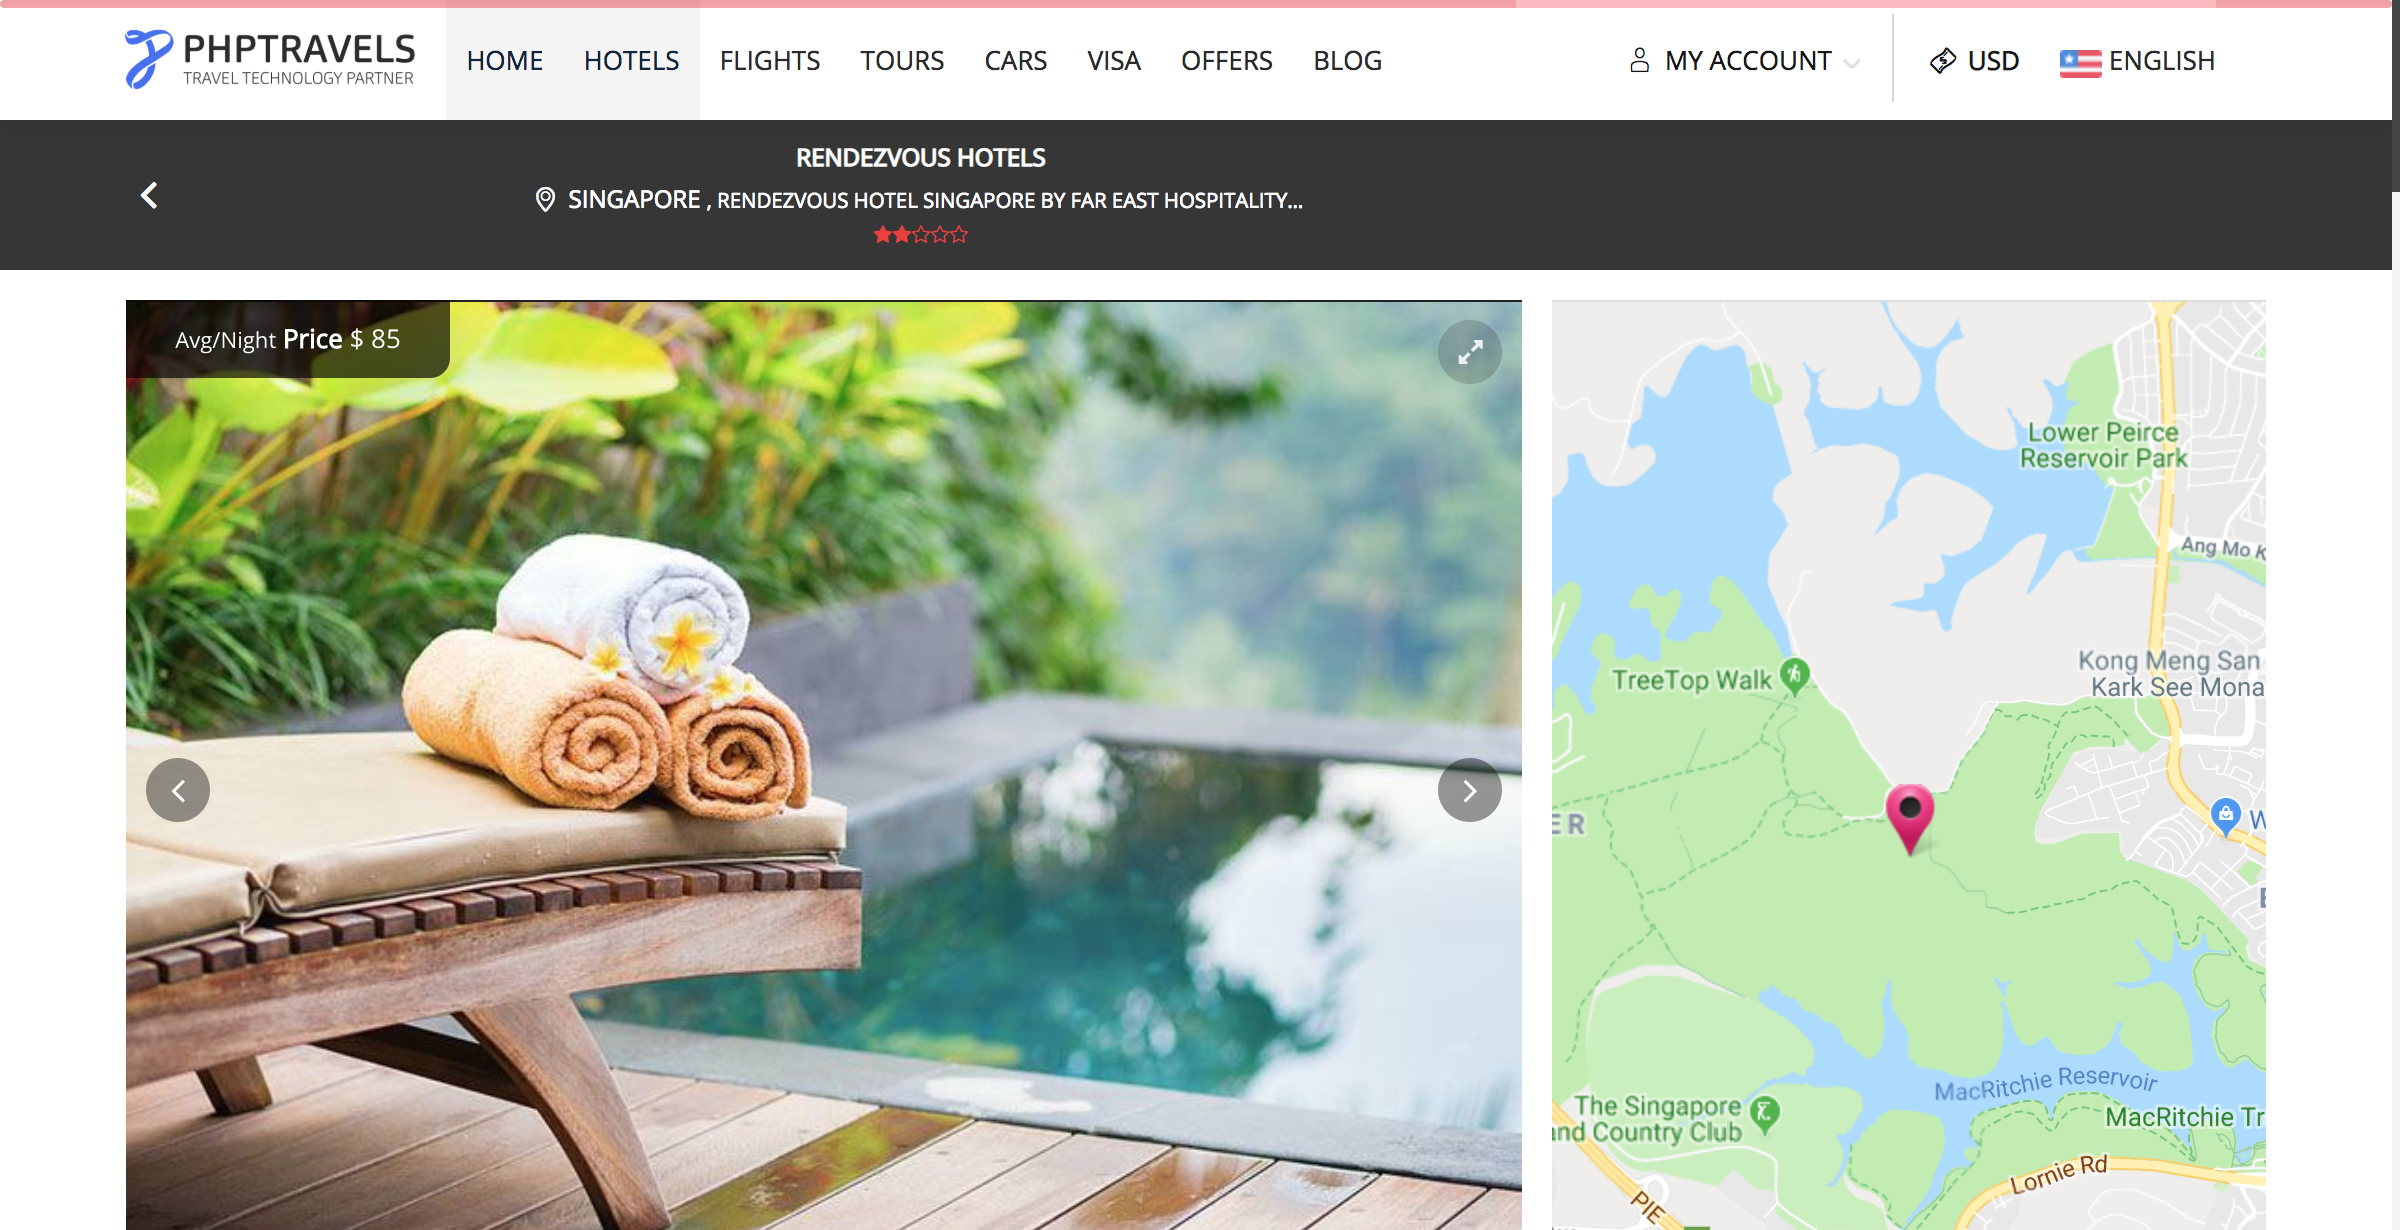 PHPTRAVELS
TRAVEL TECHNOLOGY PARTNER
HOME HOTELS FLIGHTS TOURS CARS VISA OFFERS BLOG MY ACCOUNT USD ENGLISH
RENDEZVOUS HOTELS
SINGAPORE , RENDEZVOUS HOTEL SINGAPORE BY FAR EAST HOSPITALITY...
Avg/Night Price $ 85
Lower Peirce
Reservoir Park
Ang Mo K
Kong Meng San
Kark See Mona
TreeTop Walk
ER
W
E
MacRitchie Reservoir
The Singapore
and Country Club
MacRitchie Tr
Lornie Rd
PIE